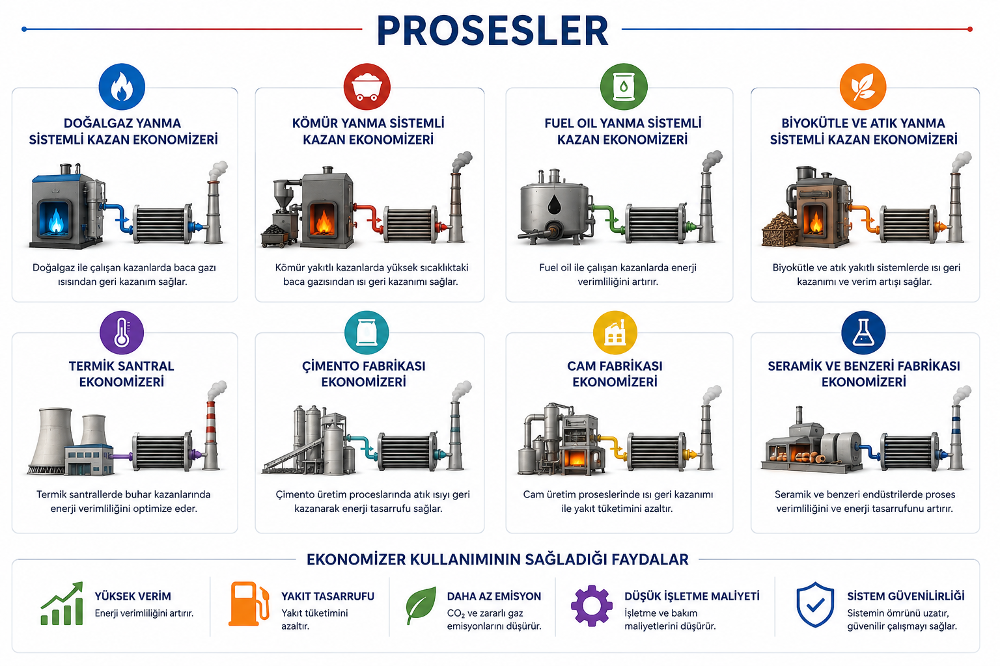 PROSESLER
DOĞALGAZ YANMA
SİSTEMLİ KAZAN EKONOMİZERİ
Doğalgaz ile çalışan kazanlarda baca gazı
ısısından geri kazanım sağlar.
KÖMÜR YANMA SİSTEMLİ
KAZAN EKONOMİZERİ
Kömür yakıtlı kazanlarda yüksek sıcaklıktaki
baca gazısından ısı geri kazanımı sağlar.
FUEL OIL YANMA SİSTEMLİ
KAZAN EKONOMİZERİ
Fuel oil ile çalışan kazanlarda enerji
verimliliğini artırır.
BİYOKÜTLE VE ATIK YANMA
SİSTEMLİ KAZAN EKONOMİZERİ
Biyokütle ve atık yakıtlı sistemlerde ısı geri
kazanımı ve verim artışı sağlar.
TERMİK SANTRAL
EKONOMİZERİ
Termik santrallerde buhar kazanlarında
enerji verimliliğini optimize eder.
ÇİMENTO FABRİKASI
EKONOMİZERİ
Çimento üretim proceslarında atık ısıyı geri
kazanarak enerji tasarrufu sağlar.
CAM FABRİKASI
EKONOMİZERİ
Cam üretim proseslerinde ısı geri kazanımı
ile yakıt tüketimini azaltır.
SERAMİK VE BENZERİ FABRİKASI
EKONOMİZERİ
Seramik ve benzeri endüstrilerde proses
verimliliğini ve enerji tasarrufunu artırır.
EKONOMİZER KULLANIMININ SAĞLADIĞI FAYDALAR
YÜKSEK VERİM
Enerji verimliliğini artırır.
YAKIT TASARRUFU
Yakıt tüketimini
azaltır.
DAHA AZ EMİSYON
CO₂ ve zararlı gaz
emisyonlarını düşürür.
DÜŞÜK İŞLETME MALİYETİ
İşletme ve bakım
maliyetlerini düşürür.
SİSTEM GÜVENİLİRLİĞİ
Sistemin ömrünü uzatır,
güvenilir çalışmayı sağlar.